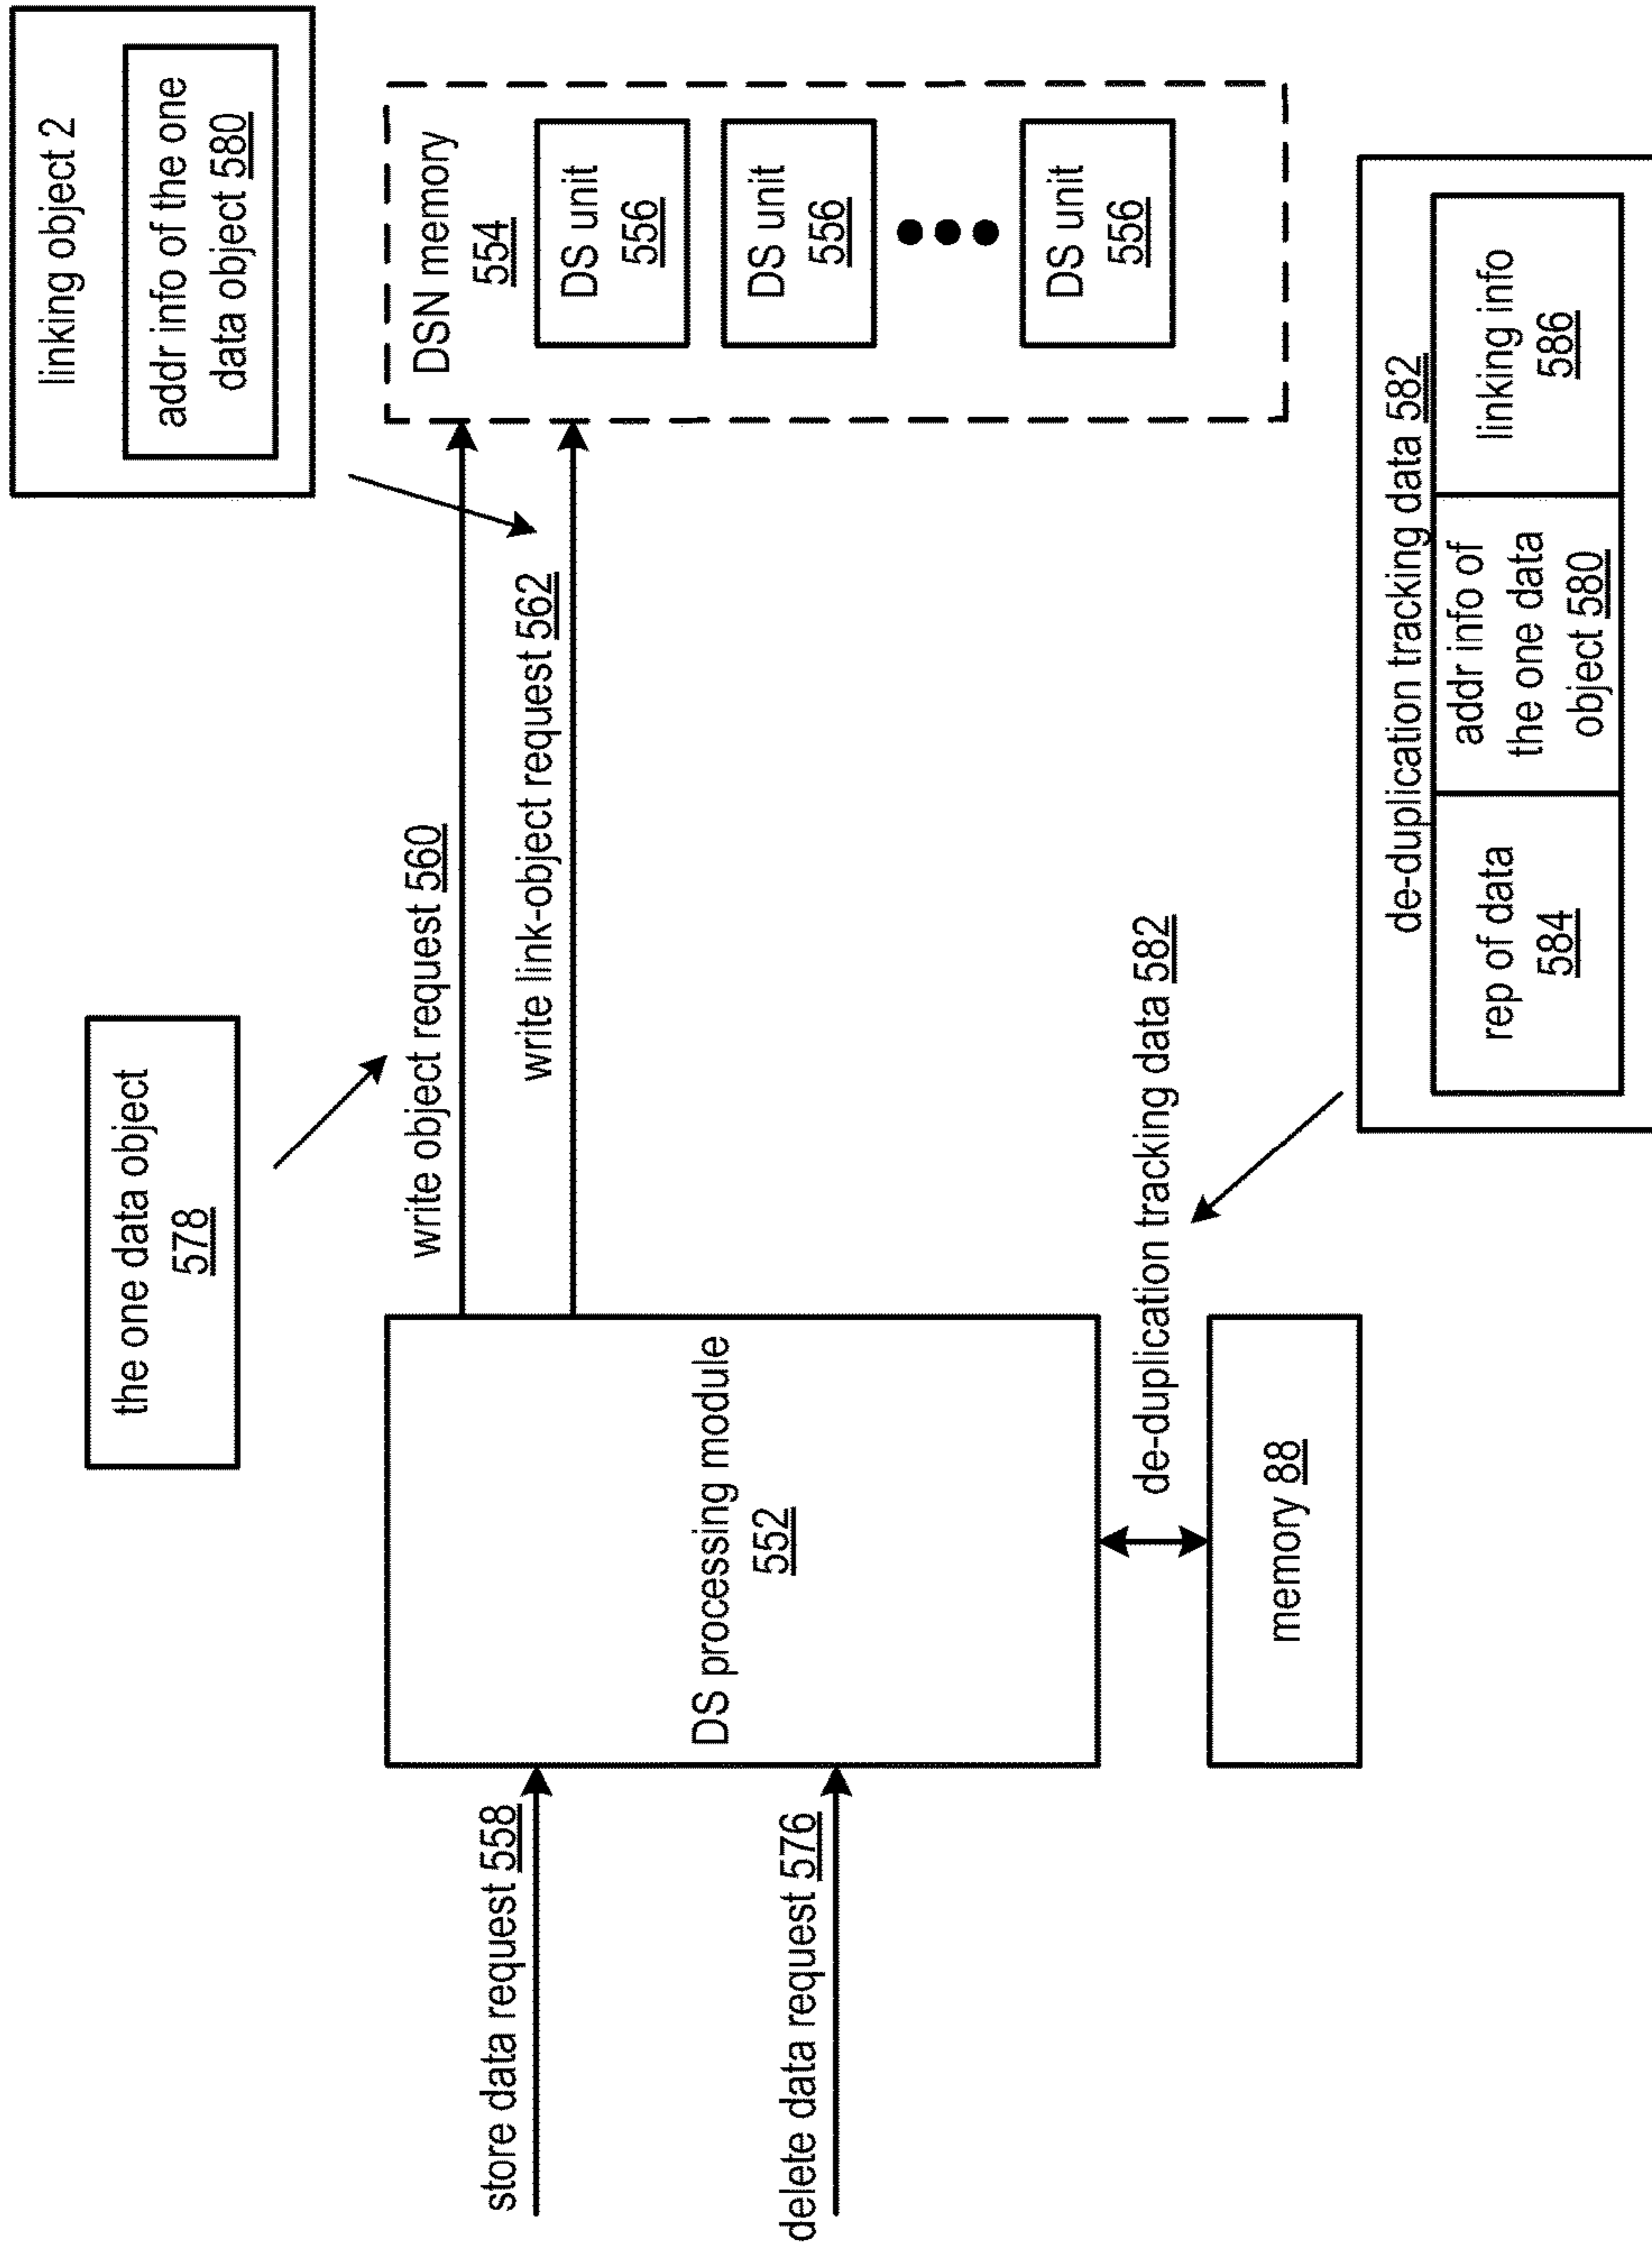 the one data object
578
linking object 2
addr info of the one
data object 580
write object request 560
write link-object request 562
store data request 558
delete data request 576
DS processing module
552
DSN memory
554
DS unit
556
DS unit
556
DS unit
556
de-duplication tracking data 582
memory 88
de-duplication tracking data 582
rep of data
584
addr info of
the one data
object 580
linking info
586